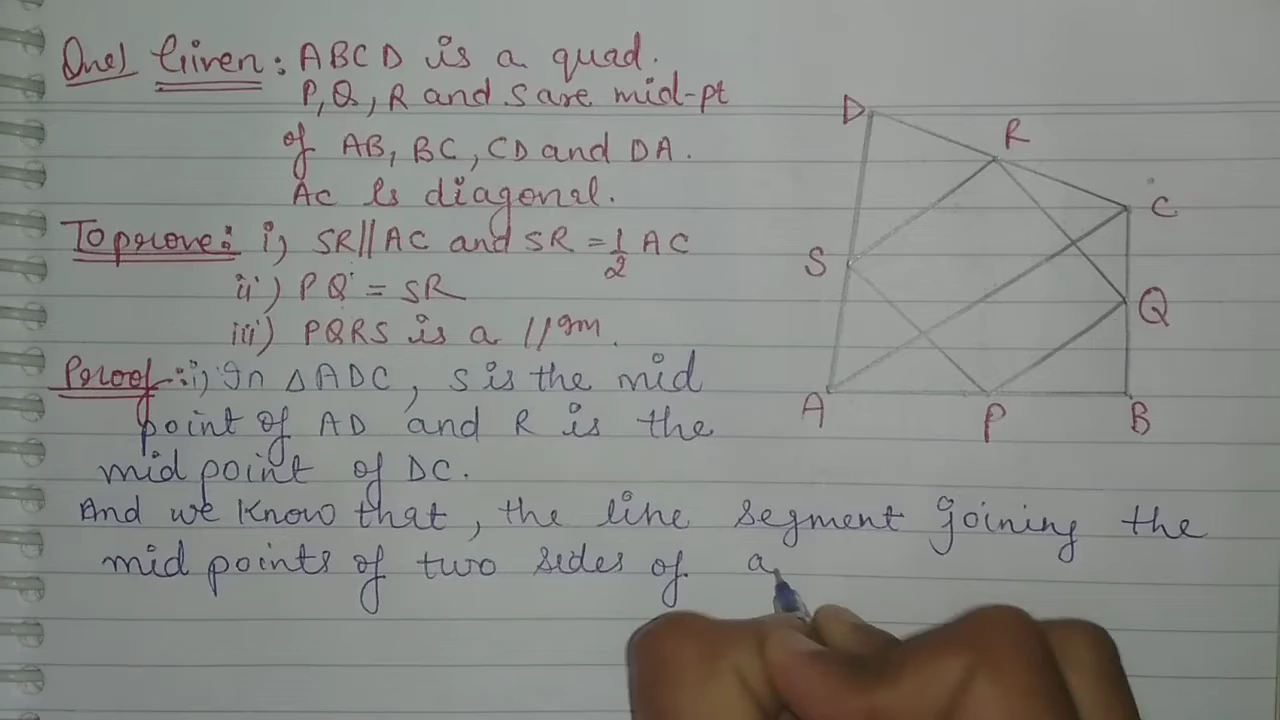 Que1 Given: ABCD is a quad.
P, Q, R and S are mid-pt
of AB, BC, CD and DA.
AC is diagonal.
To prove: i) SR||AC and SR = 1/2 AC
ii) PQ = SR
iii) PQRS is a ||gm.
Proof:- i) In △ADC, S is the mid
point of AD and R is the
mid point of DC.
And we know that, the line segment joining the
mid points of two sides of a
D
R
C
S
Q
A
P
B